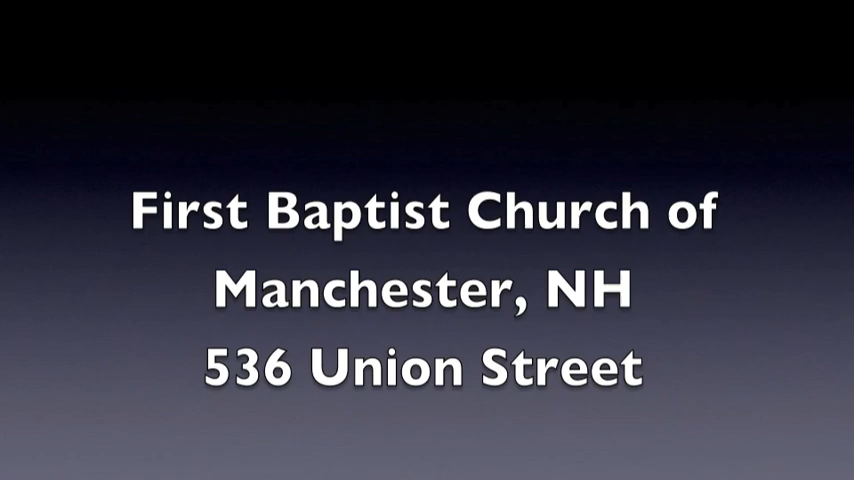 First Baptist Church of
Manchester, NH
536 Union Street